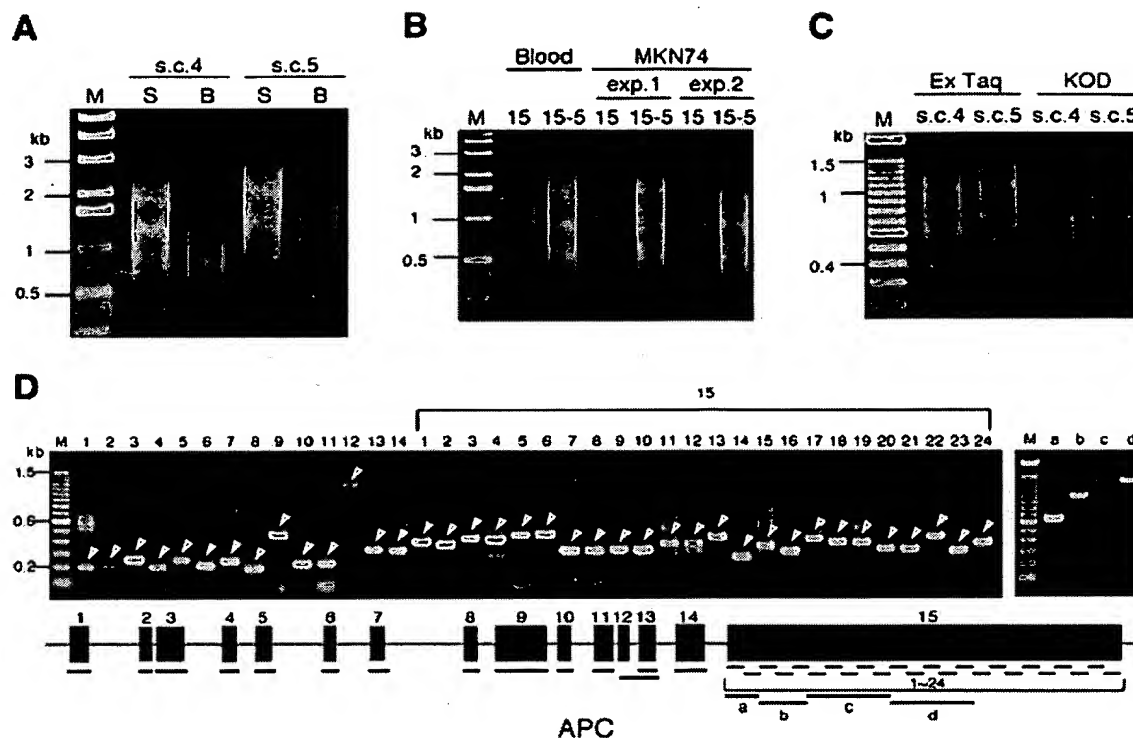 A
s.c.4 s.c.5
M S B S B
kb
3
2
1
0.5
B
Blood MKN74
exp.1 exp.2
M 15 15-5 15 15-5 15 15-5
kb
3
2
1
0.5
C
Ex Taq KOD
M s.c.4 s.c.5 s.c.4 s.c.5
kb
1.5
1
0.4
D
15
M 1 2 3 4 5 6 7 8 9 10 11 12 13 14 1 2 3 4 5 6 7 8 9 10 11 12 13 14 15 16 17 18 19 20 21 22 23 24 M a b c d
kb
1.5
0.6
0.2
1 2 3 4 5 6 7 8 9 10 11 12 13 14 15
1~24
a b c d
APC